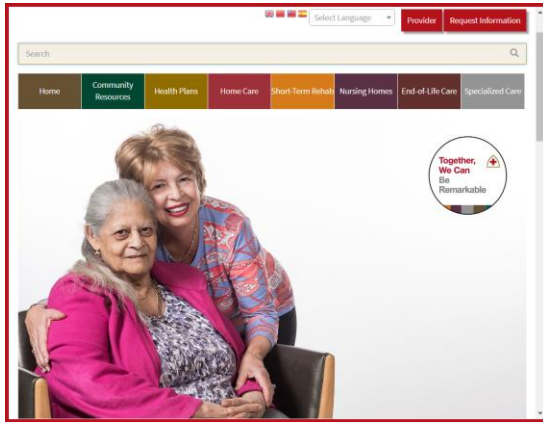 Select Language
Provider
Request Information
Search
Home
Community
Resources
Health Plans
Home Care
Short-Term Rehab
Nursing Homes
End-of-Life Care
Specialized Care
Together,
We Can
Be
Remarkable